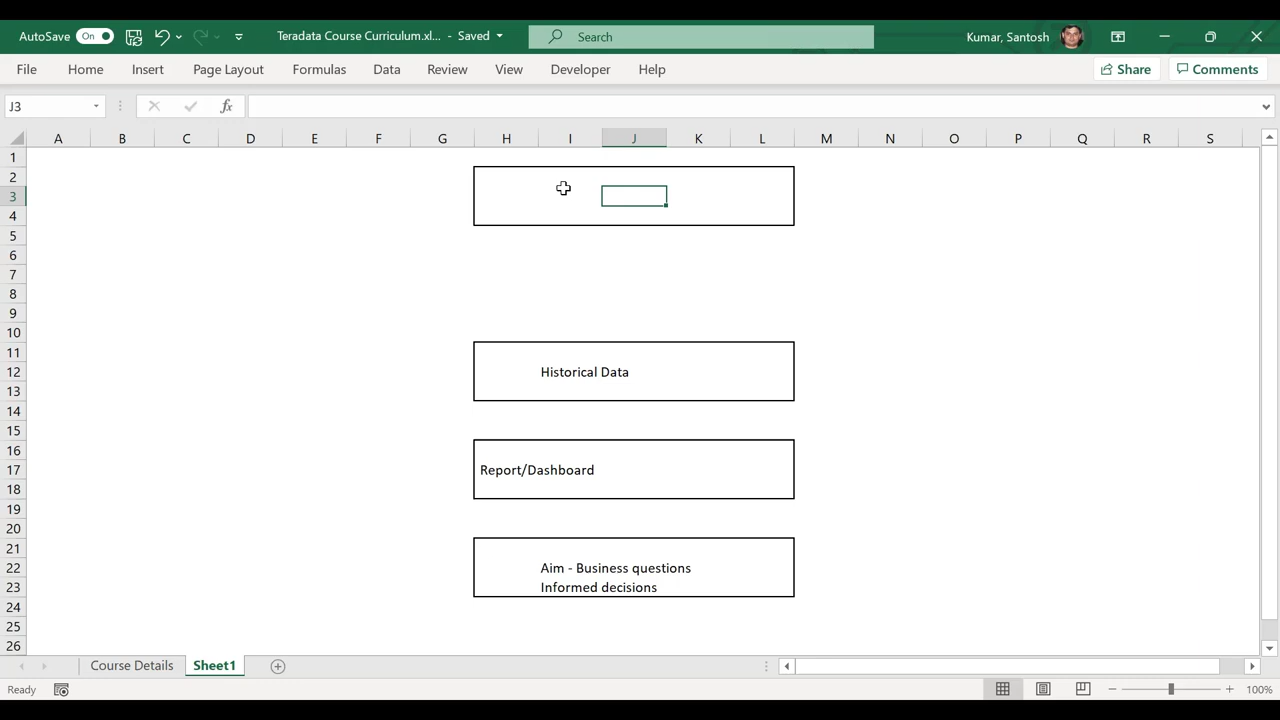 AutoSave On Teradata Course Curriculum.xl... - Saved Search Kumar, Santosh
File Home Insert Page Layout Formulas Data Review View Developer Help Share Comments
J3 fx
A B C D E F G H I J K L M N O P Q R S
1
2
3
4
5
6
7
8
9
10
11
12 Historical Data
13
14
15
16
17 Report/Dashboard
18
19
20
21
22 Aim - Business questions
23 Informed decisions
24
25
26
Course Details Sheet1
Ready 100%